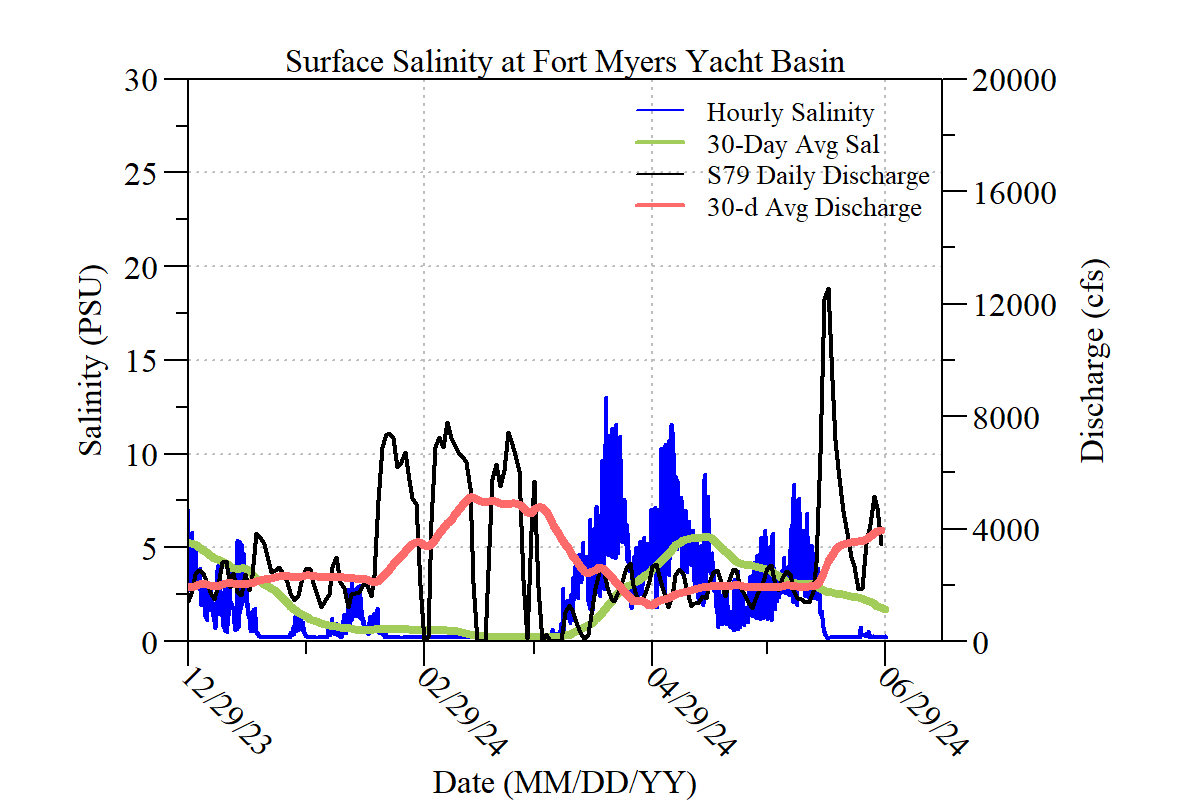 Surface Salinity at Fort Myers Yacht Basin
30
25
20
15
10
5
0
Salinity (PSU)
Hourly Salinity
30-Day Avg Sal
S79 Daily Discharge
30-d Avg Discharge
20000
16000
12000
8000
4000
0
Discharge (cfs)
12/29/23
02/29/24
04/29/24
06/29/24
Date (MM/DD/YY)